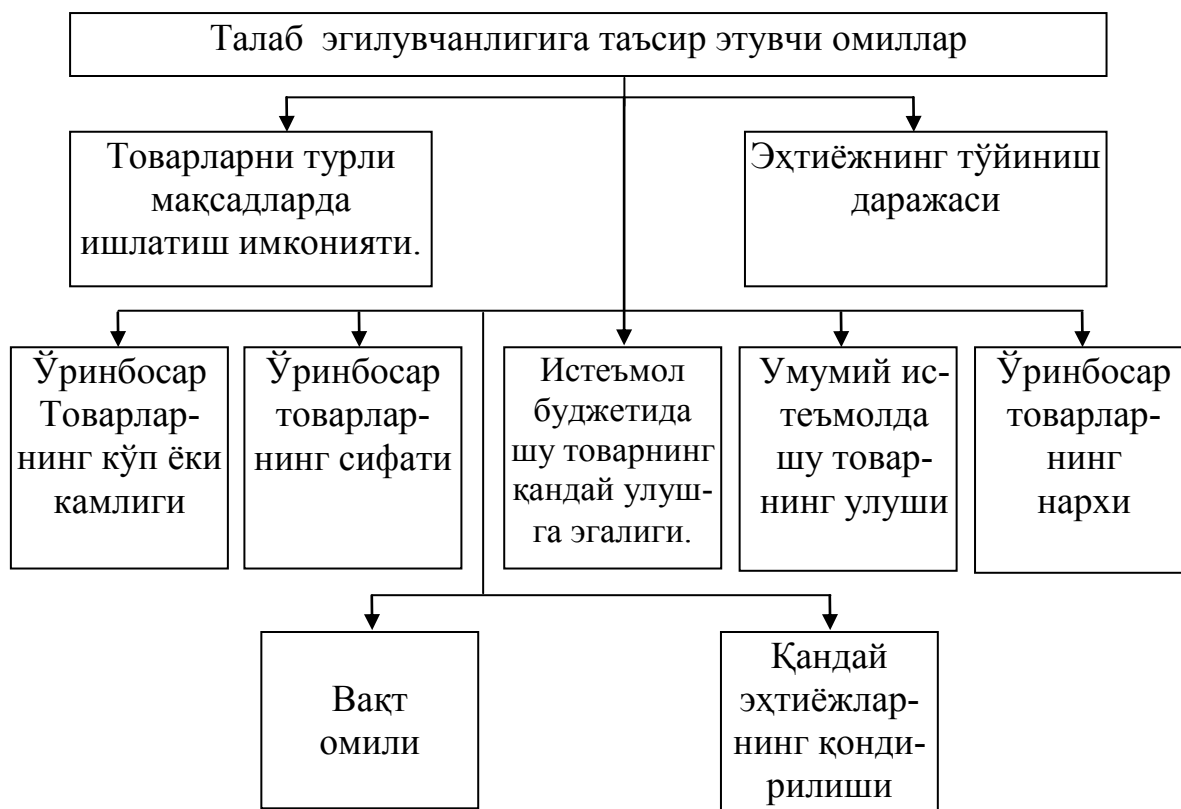 Талаб эгилувчанлигига таъсир этувчи омиллар
Товарларни турли
мақсадларда
ишлатиш имконияти.
Эҳтиёжнинг тўйиниш
даражаси
Ўринбосар
Товарлар-
нинг кўп ёки
камлиги
Ўринбосар
товарлар-
нинг сифати
Истеъмол
буджетида
шу товарнинг
қандай улуш-
га эгалиги.
Умумий ис-
теъмолда
шу товар-
нинг улуши
Ўринбосар
товарлар-
нинг
нархи
Вақт
омили
Қандай
эҳтиёжлар-
нинг қонди-
рилиши